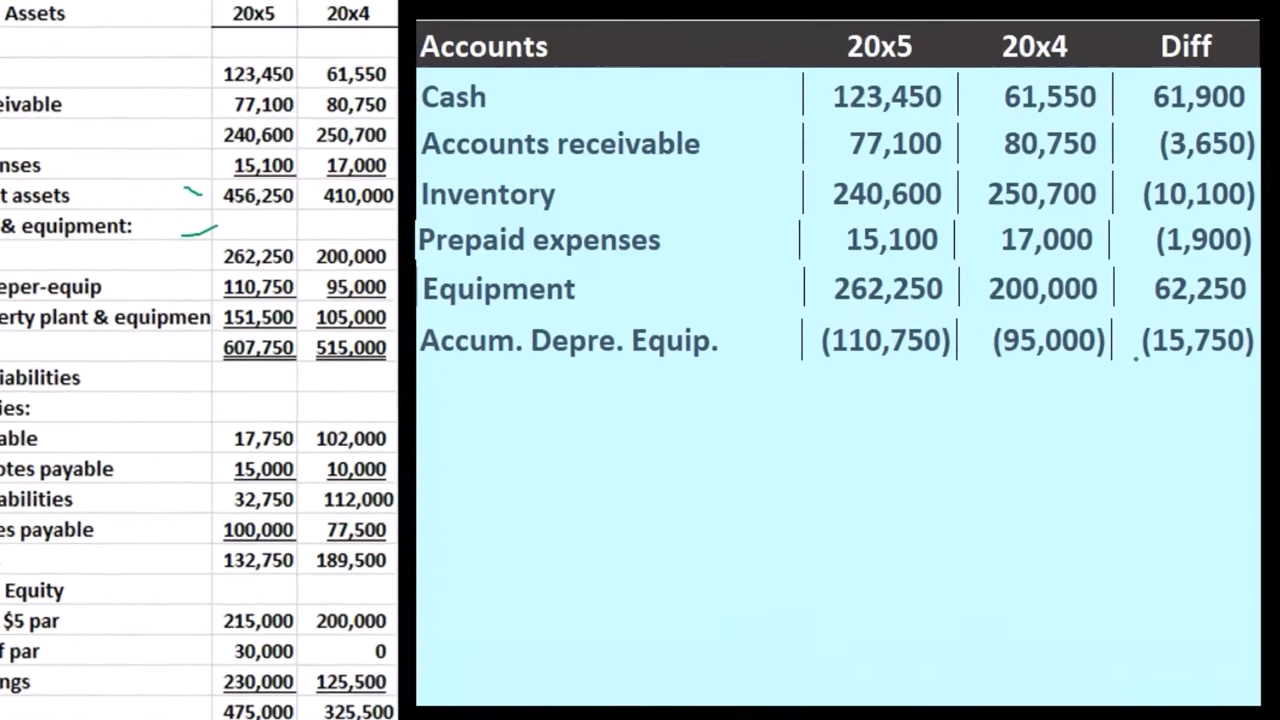 Assets 20x5 20x4
123,450 61,550
eivable 77,100 80,750
240,600 250,700
nses 15,100 17,000
t assets 456,250 410,000
& equipment:
262,250 200,000
eper-equip 110,750 95,000
erty plant & equipmen 151,500 105,000
607,750 515,000
iabilities
ies:
able 17,750 102,000
otes payable 15,000 10,000
abilities 32,750 112,000
es payable 100,000 77,500
132,750 189,500
Equity
$5 par 215,000 200,000
f par 30,000 0
ngs 230,000 125,500
475,000 325,500
Accounts 20x5 20x4 Diff
Cash 123,450 61,550 61,900
Accounts receivable 77,100 80,750 (3,650)
Inventory 240,600 250,700 (10,100)
Prepaid expenses 15,100 17,000 (1,900)
Equipment 262,250 200,000 62,250
Accum. Depre. Equip. (110,750) (95,000) (15,750)